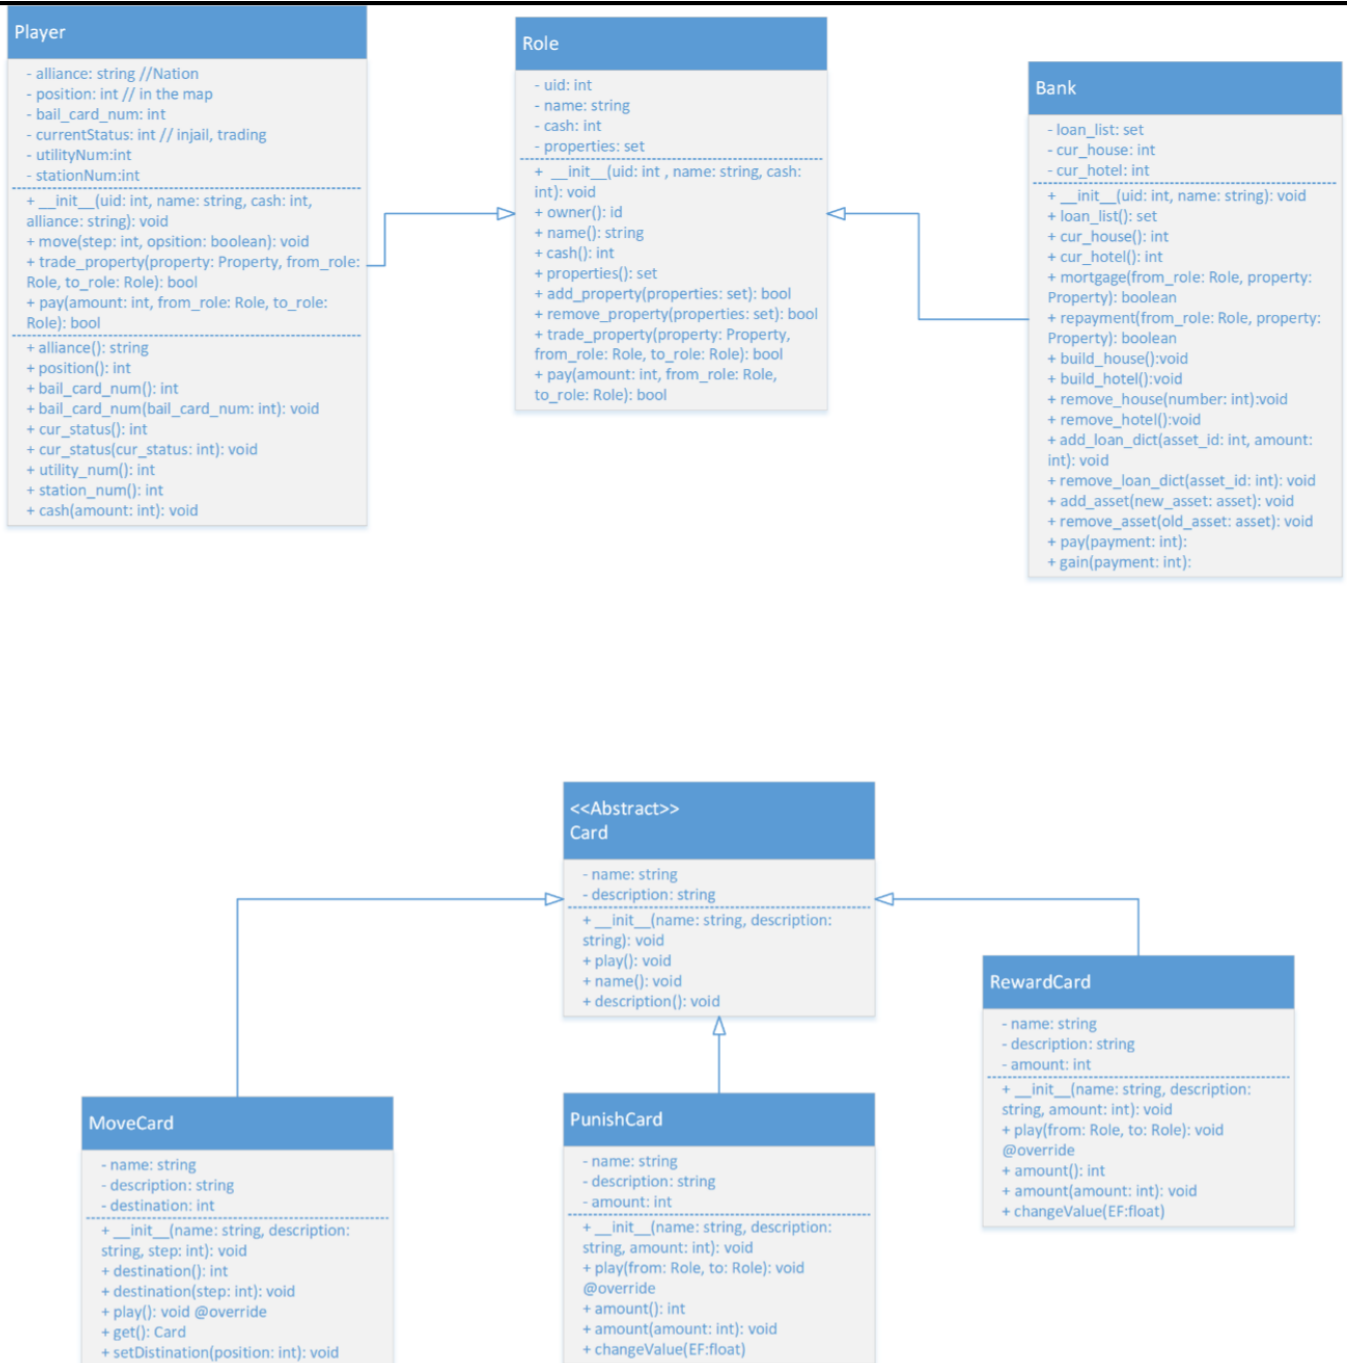 Player
- alliance: string //Nation
- position: int // in the map
- bail_card_num: int
- currentStatus: int // injail, trading
- utilityNum:int
- stationNum:int
+ __init__(uid: int, name: string, cash: int,
alliance: string): void
+ move(step: int, opsition: boolean): void
+ trade_property(property: Property, from_role:
Role, to_role: Role): bool
+ pay(amount: int, from_role: Role, to_role:
Role): bool
+ alliance(): string
+ position(): int
+ bail_card_num(): int
+ bail_card_num(bail_card_num: int): void
+ cur_status(): int
+ cur_status(cur_status: int): void
+ utility_num(): int
+ station_num(): int
+ cash(amount: int): void
Role
- uid: int
- name: string
- cash: int
- properties: set
+ __init__(uid: int , name: string, cash:
int): void
+ owner(): id
+ name(): string
+ cash(): int
+ properties(): set
+ add_property(properties: set): bool
+ remove_property(properties: set): bool
+ trade_property(property: Property,
from_role: Role, to_role: Role): bool
+ pay(amount: int, from_role: Role,
to_role: Role): bool
Bank
- loan_list: set
- cur_house: int
- cur_hotel: int
+ __init__(uid: int, name: string): void
+ loan_list(): set
+ cur_house(): int
+ cur_hotel(): int
+ mortgage(from_role: Role, property:
Property): boolean
+ repayment(from_role: Role, property:
Property): boolean
+ build_house():void
+ build_hotel():void
+ remove_house(number: int):void
+ remove_hotel():void
+ add_loan_dict(asset_id: int, amount:
int): void
+ remove_loan_dict(asset_id: int): void
+ add_asset(new_asset: asset): void
+ remove_asset(old_asset: asset): void
+ pay(payment: int):
+ gain(payment: int):
<<Abstract>>
Card
- name: string
- description: string
+ __init__(name: string, description:
string): void
+ play(): void
+ name(): void
+ description(): void
MoveCard
- name: string
- description: string
- destination: int
+ __init__(name: string, description:
string, step: int): void
+ destination(): int
+ destination(step: int): void
+ play(): void @override
+ get(): Card
+ setDistination(position: int): void
PunishCard
- name: string
- description: string
- amount: int
+ __init__(name: string, description:
string, amount: int): void
+ play(from: Role, to: Role): void
@override
+ amount(): int
+ amount(amount: int): void
+ changeValue(EF:float)
RewardCard
- name: string
- description: string
- amount: int
+ __init__(name: string, description:
string, amount: int): void
+ play(from: Role, to: Role): void
@override
+ amount(): int
+ amount(amount: int): void
+ changeValue(EF:float)